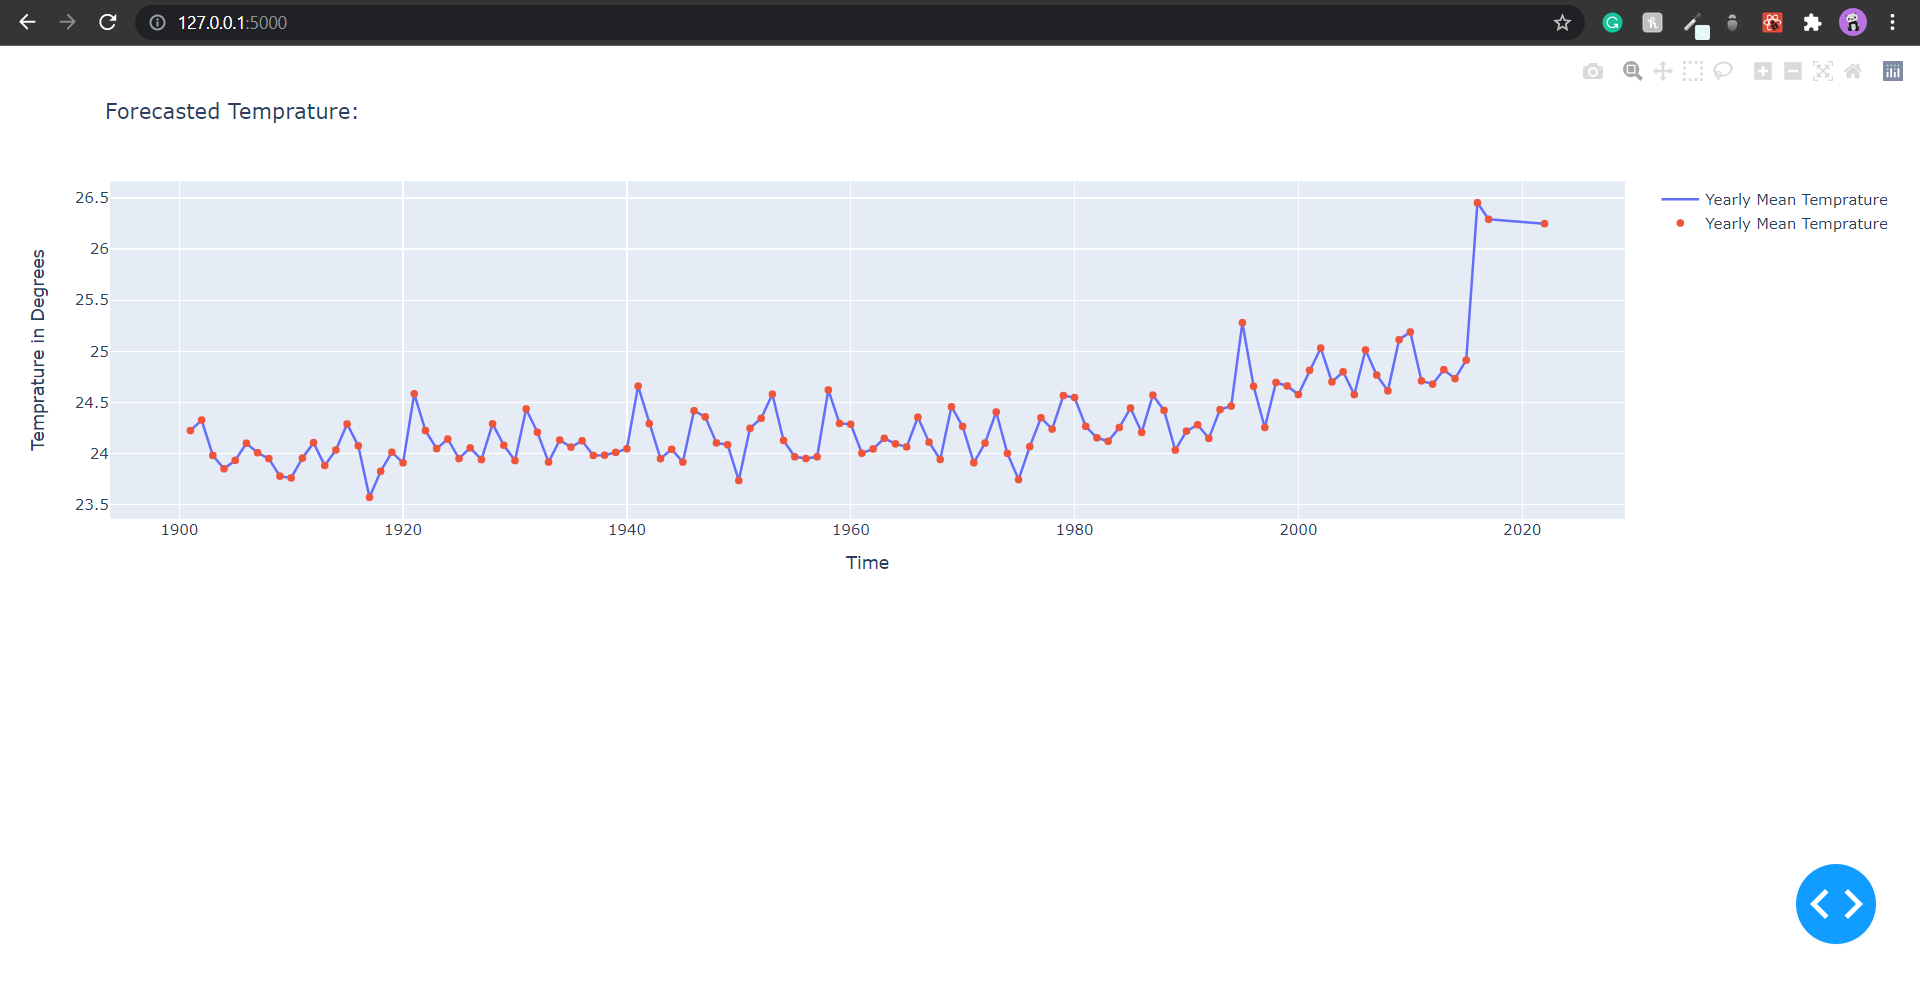 127.0.0.1:5000
Forecasted Temprature:
26.5
26
25.5
25
24.5
24
23.5
Temprature in Degrees
1900 1920 1940 1960 1980 2000 2020
Time
Yearly Mean Temprature
Yearly Mean Temprature